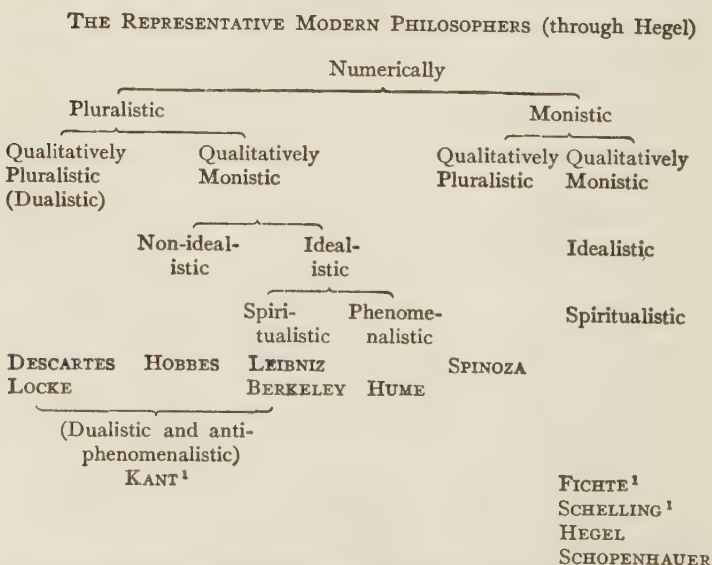 THE REPRESENTATIVE MODERN PHILOSOPHERS (through Hegel)
Numerically
Pluralistic Monistic
Qualitatively Qualitatively Qualitatively Qualitatively
Pluralistic Monistic Pluralistic Monistic
(Dualistic)
Non-ideal- Ideal- Idealistic
istic istic
Spiri- Phenome- Spiritualistic
tualistic nalistic
DESCARTES HOBBES LEIBNIZ SPINOZA
LOCKE BERKELEY HUME
(Dualistic and anti-
phenomenalistic)
KANT¹
FICHTE¹
SCHELLING¹
HEGEL
SCHOPENHAUER